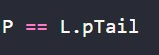 P == L.pTail